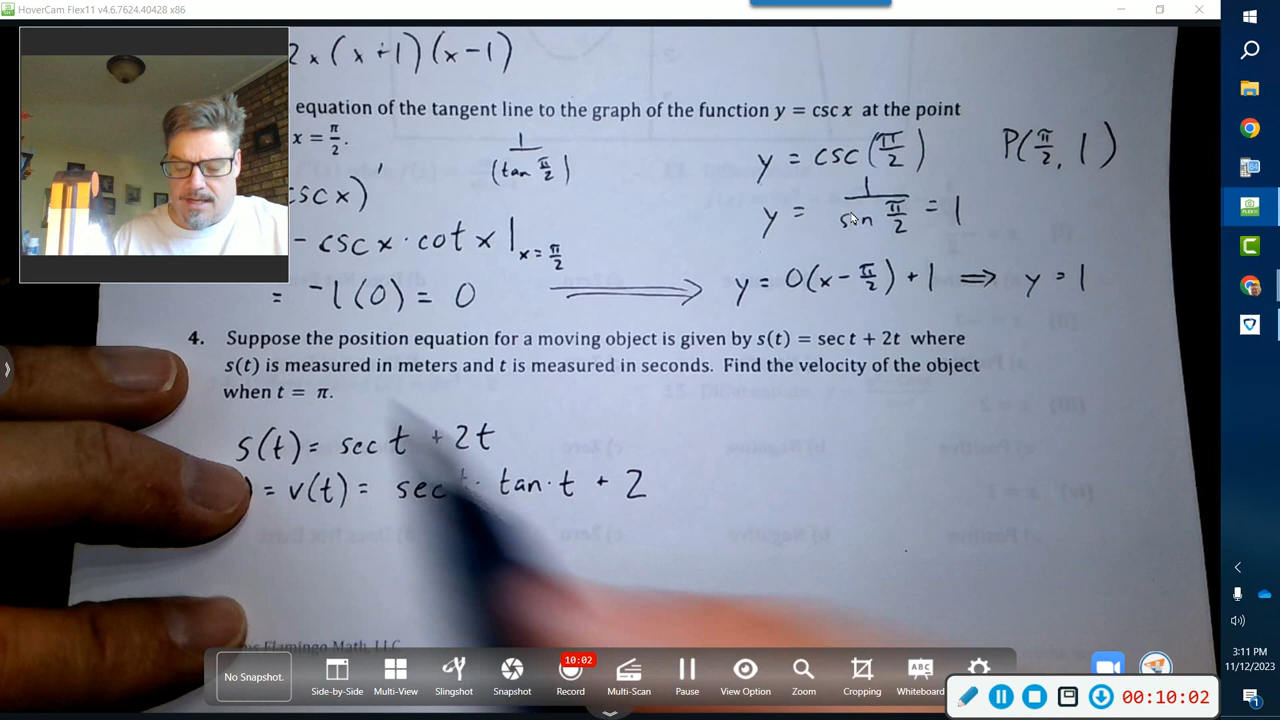 HoverCam Flex11 v4.6.7624.40428 x86
2x(x+1)(x-1)
equation of the tangent line to the graph of the function y = csc x at the point
x = π/2.
1/(tan π/2)
y = csc(π/2)
P(π/2, 1)
csc x)'
y = 1/sin π/2 = 1
- csc x · cot x |x=π/2
= -1(0) = 0
y = 0(x - π/2) + 1 ⟹ y = 1
4. Suppose the position equation for a moving object is given by s(t) = sec t + 2t where
s(t) is measured in meters and t is measured in seconds. Find the velocity of the object
when t = π.
s(t) = sec t + 2t
) = v(t) = sec t · tan·t + 2
Flamingo Math, LLC
No Snapshot.
Side-by-Side
Multi-View
Slingshot
Snapshot
10:02
Record
Multi-Scan
Pause
View Option
Zoom
Cropping
ABC
Whiteboard
00:10:02
3:11 PM
11/12/2023